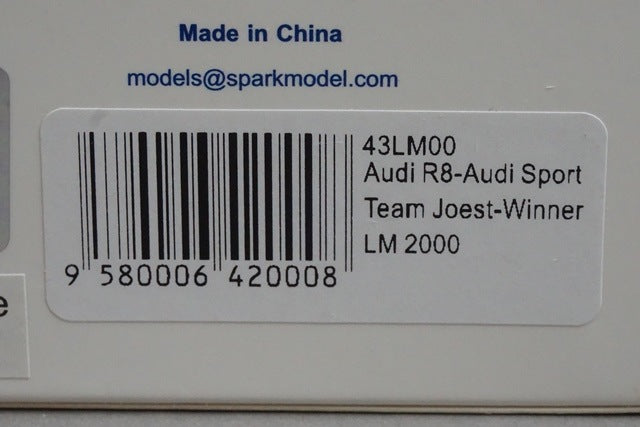 Made in China
models@sparkmodel.com
43LM00
Audi R8-Audi Sport
Team Joest-Winner
LM 2000
9 580006 420008
e